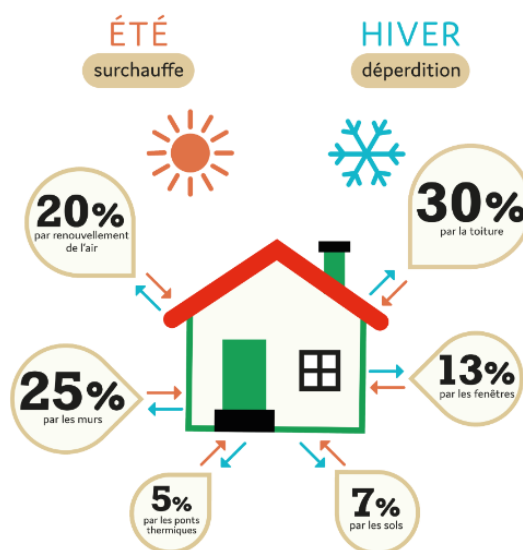 ÉTÉ
surchauffe
HIVER
déperdition
20%
par renouvellement
de l'air
30%
par la toiture
25%
par les murs
13%
par les fenêtres
5%
par les ponts
thermiques
7%
par les sols